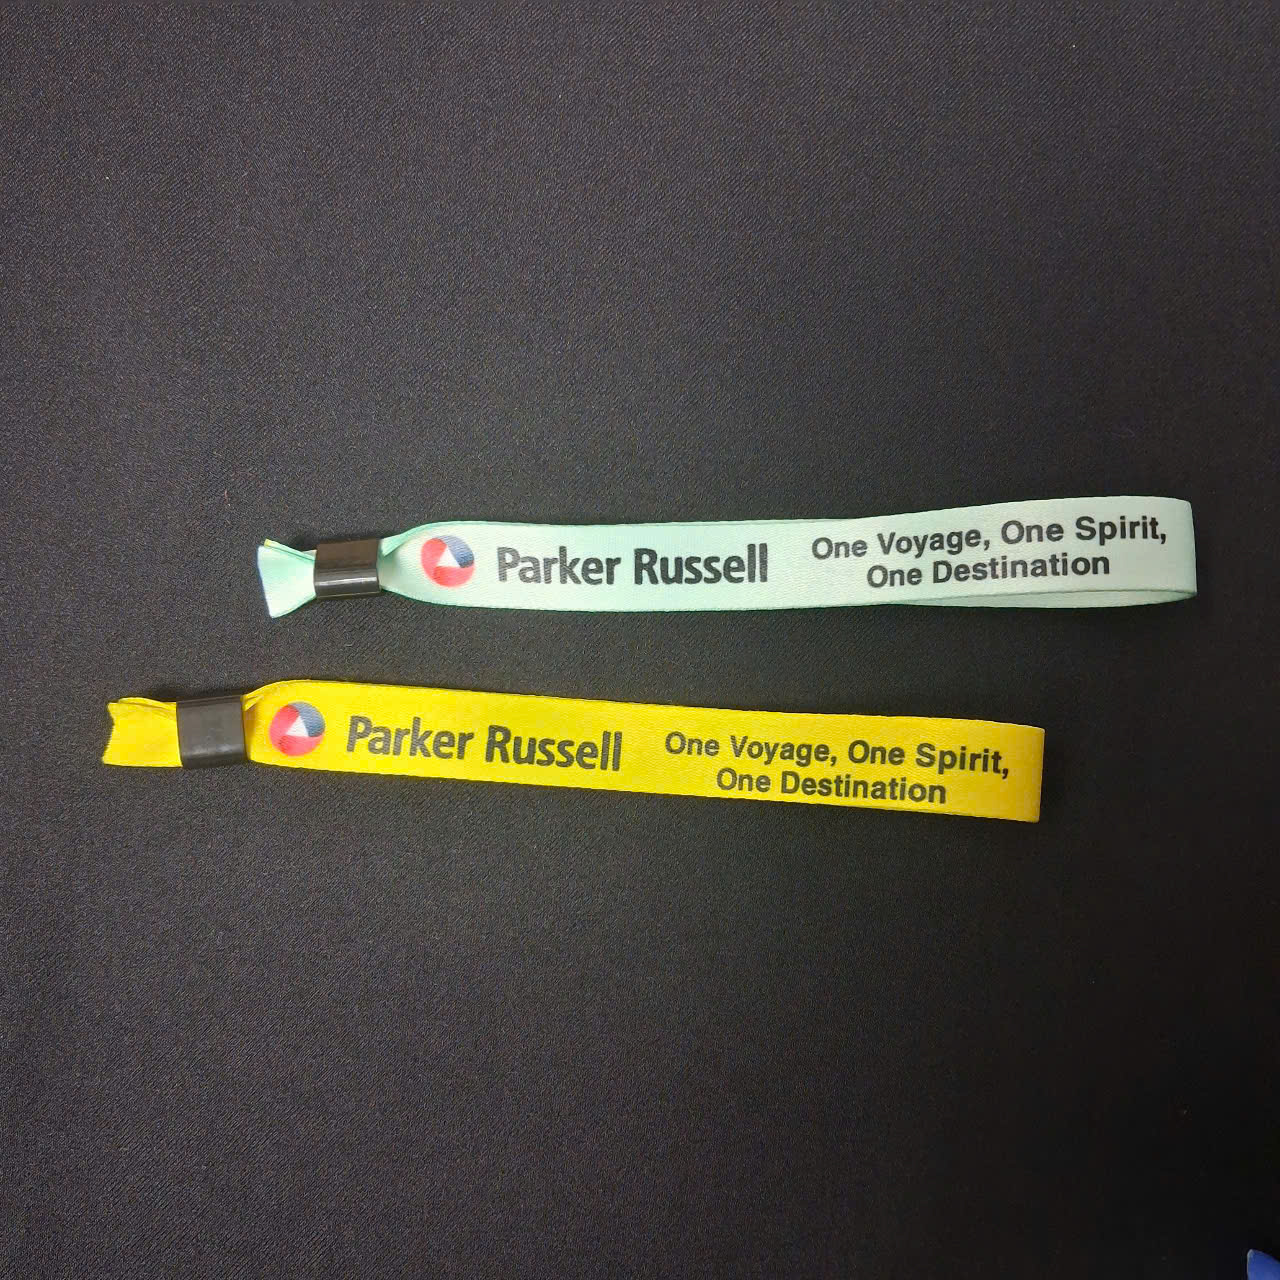 Parker Russell
One Voyage, One Spirit,
One Destination
Parker Russell
One Voyage, One Spirit,
One Destination